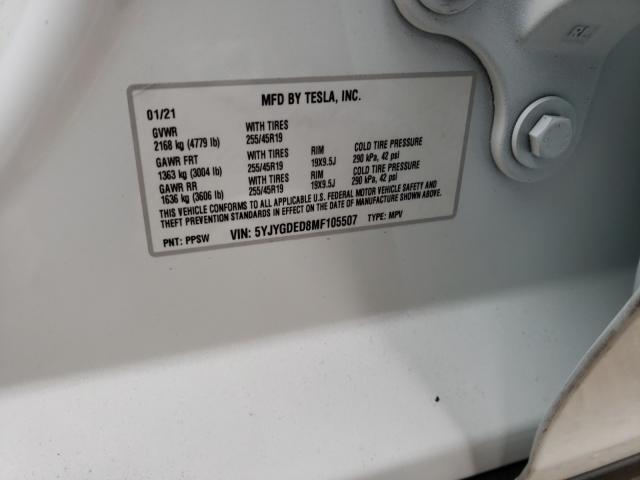 MFD BY TESLA, INC.
01/21
GVWR WITH TIRES
2168 kg (4779 lb) 255/45R19 RIM COLD TIRE PRESSURE
GAWR FRT WITH TIRES 19X9.5J 290 kPa, 42 psi
1363 kg (3004 lb) 255/45R19 RIM COLD TIRE PRESSURE
GAWR RR WITH TIRES 19X9.5J 290 kPa, 42 psi
1636 kg (3606 lb) 255/45R19
THIS VEHICLE CONFORMS TO ALL APPLICABLE U.S. FEDERAL MOTOR VEHICLE SAFETY AND
THEFT PREVENTION STANDARDS IN EFFECT ON THE DATE OF MANUFACTURE SHOWN ABOVE.
PNT: PPSW VIN: 5YJYGDED8MF105507 TYPE: MPV